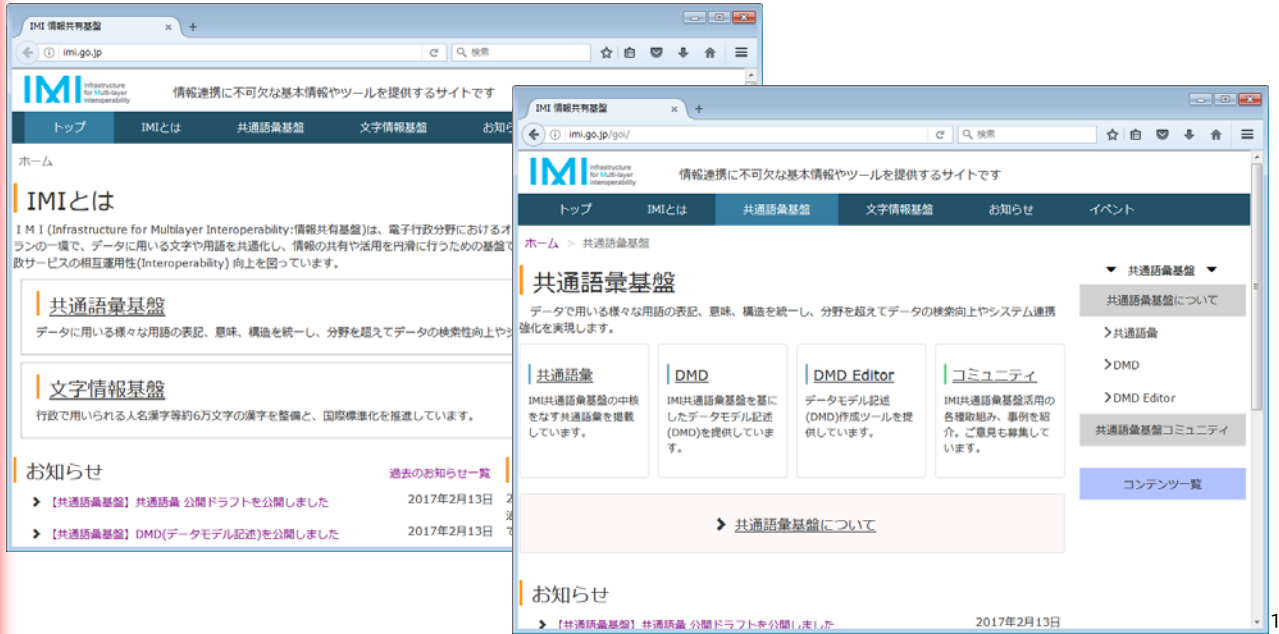 IMI 情報共有基盤
imi.go.jp
検索
IMI Infrastructure for Multi-layer Interoperability
情報連携に不可欠な基本情報やツールを提供するサイトです
トップ IMIとは 共通語彙基盤 文字情報基盤 お知ら
ホーム
IMIとは
ＩＭＩ(Infrastructure for Multilayer Interoperability:情報共有基盤)は、電子行政分野におけるオ
ランの一環で、データに用いる文字や用語を共通化し、情報の共有や活用を円滑に行うための基盤で
政サービスの相互運用性(Interoperability) 向上を図っています。
共通語彙基盤
データに用いる様々な用語の表記、意味、構造を統一し、分野を超えてデータの検索性向上やシ
文字情報基盤
行政で用いられる人名漢字等約6万文字の漢字を整備と、国際標準化を推進しています。
お知らせ 過去のお知らせ一覧
【共通語彙基盤】共通語彙 公開ドラフトを公開しました 2017年2月13日
【共通語彙基盤】DMD(データモデル記述)を公開しました 2017年2月13日
IMI 情報共有基盤
imi.go.jp/goi/
検索
IMI Infrastructure for Multi-layer Interoperability
情報連携に不可欠な基本情報やツールを提供するサイトです
トップ IMIとは 共通語彙基盤 文字情報基盤 お知らせ イベント
ホーム > 共通語彙基盤
共通語彙基盤
データで用いる様々な用語の表記、意味、構造を統一し、分野を超えてデータの検索向上やシステム連携
強化を実現します。
共通語彙
IMI共通語彙基盤の中核
をなす共通語彙を掲載
しています。
DMD
IMI共通語彙基盤を基に
したデータモデル記述
(DMD)を提供していま
す。
DMD Editor
データモデル記述
(DMD)作成ツールを提
供しています。
コミュニティ
IMI共通語彙基盤活用の
各種取組み、事例を紹
介。ご意見も募集して
います。
共通語彙基盤について
お知らせ
【共通語彙基盤】共通語彙 公開ドラフトを公開しました 2017年2月13日
▼ 共通語彙基盤 ▼
共通語彙基盤について
共通語彙
DMD
DMD Editor
共通語彙基盤コミュニティ
コンテンツ一覧
1